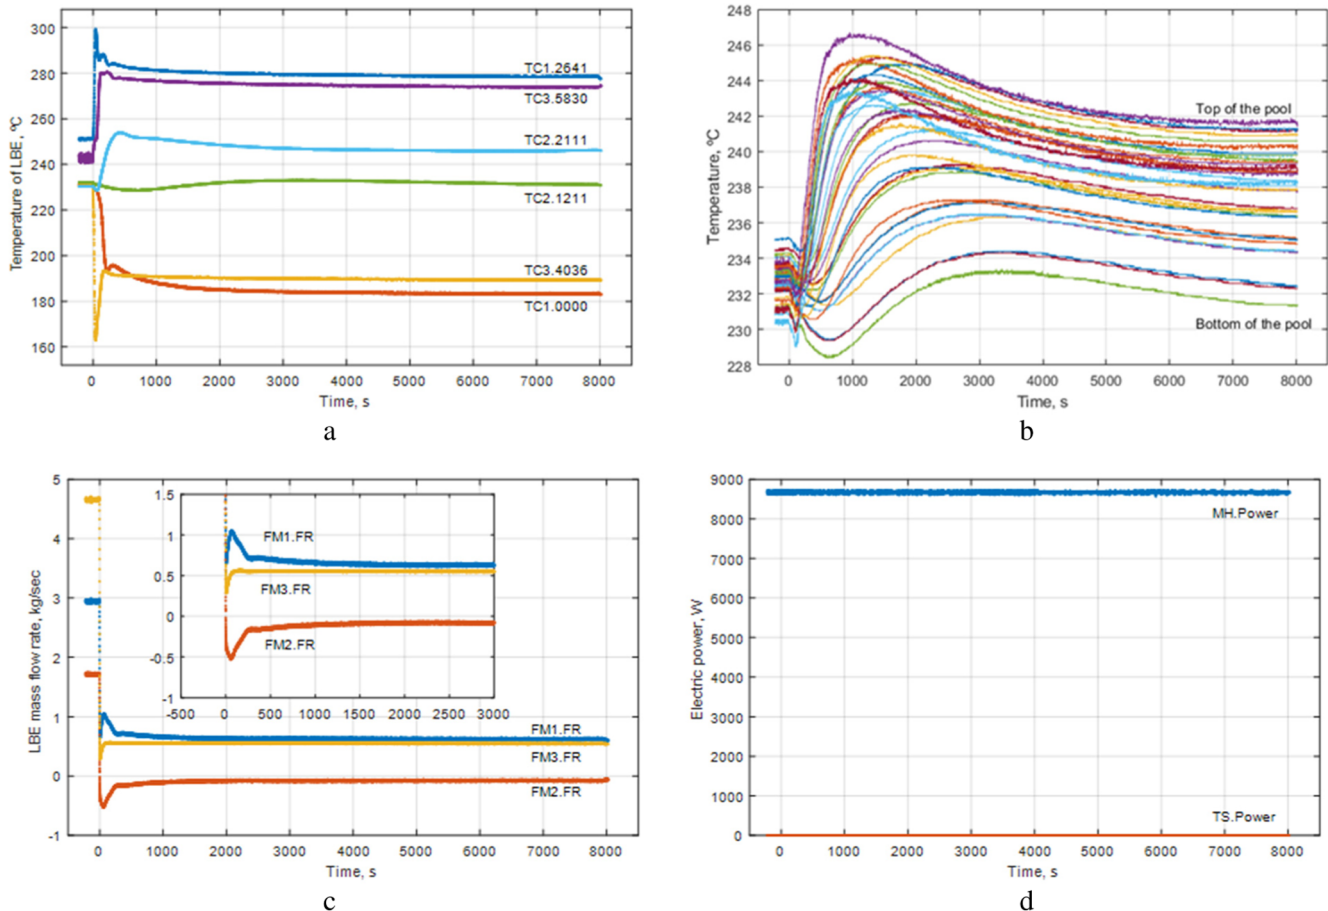 300
280
260
240
220
200
180
160
Temperature of LBE, ºC
TC1.2641
TC3.5830
TC2.2111
TC2.1211
TC3.4036
TC1.0000
0 1000 2000 3000 4000 5000 6000 7000 8000
Time, s
a
248
246
244
242
240
238
236
234
232
230
228
Temperature, ºC
Top of the pool
Bottom of the pool
0 1000 2000 3000 4000 5000 6000 7000 8000
Time, s
b
5
4
3
2
1
0
-1
LBE mass flow rate, kg/sec
1.5
1
0.5
0
-0.5
-1
FM1.FR
FM3.FR
FM2.FR
-500 0 500 1000 1500 2000 2500 3000
FM1.FR
FM3.FR
FM2.FR
0 1000 2000 3000 4000 5000 6000 7000 8000
Time, s
c
9000
8000
7000
6000
5000
4000
3000
2000
1000
0
Electric power, W
MH.Power
TS.Power
0 1000 2000 3000 4000 5000 6000 7000 8000
Time, s
d